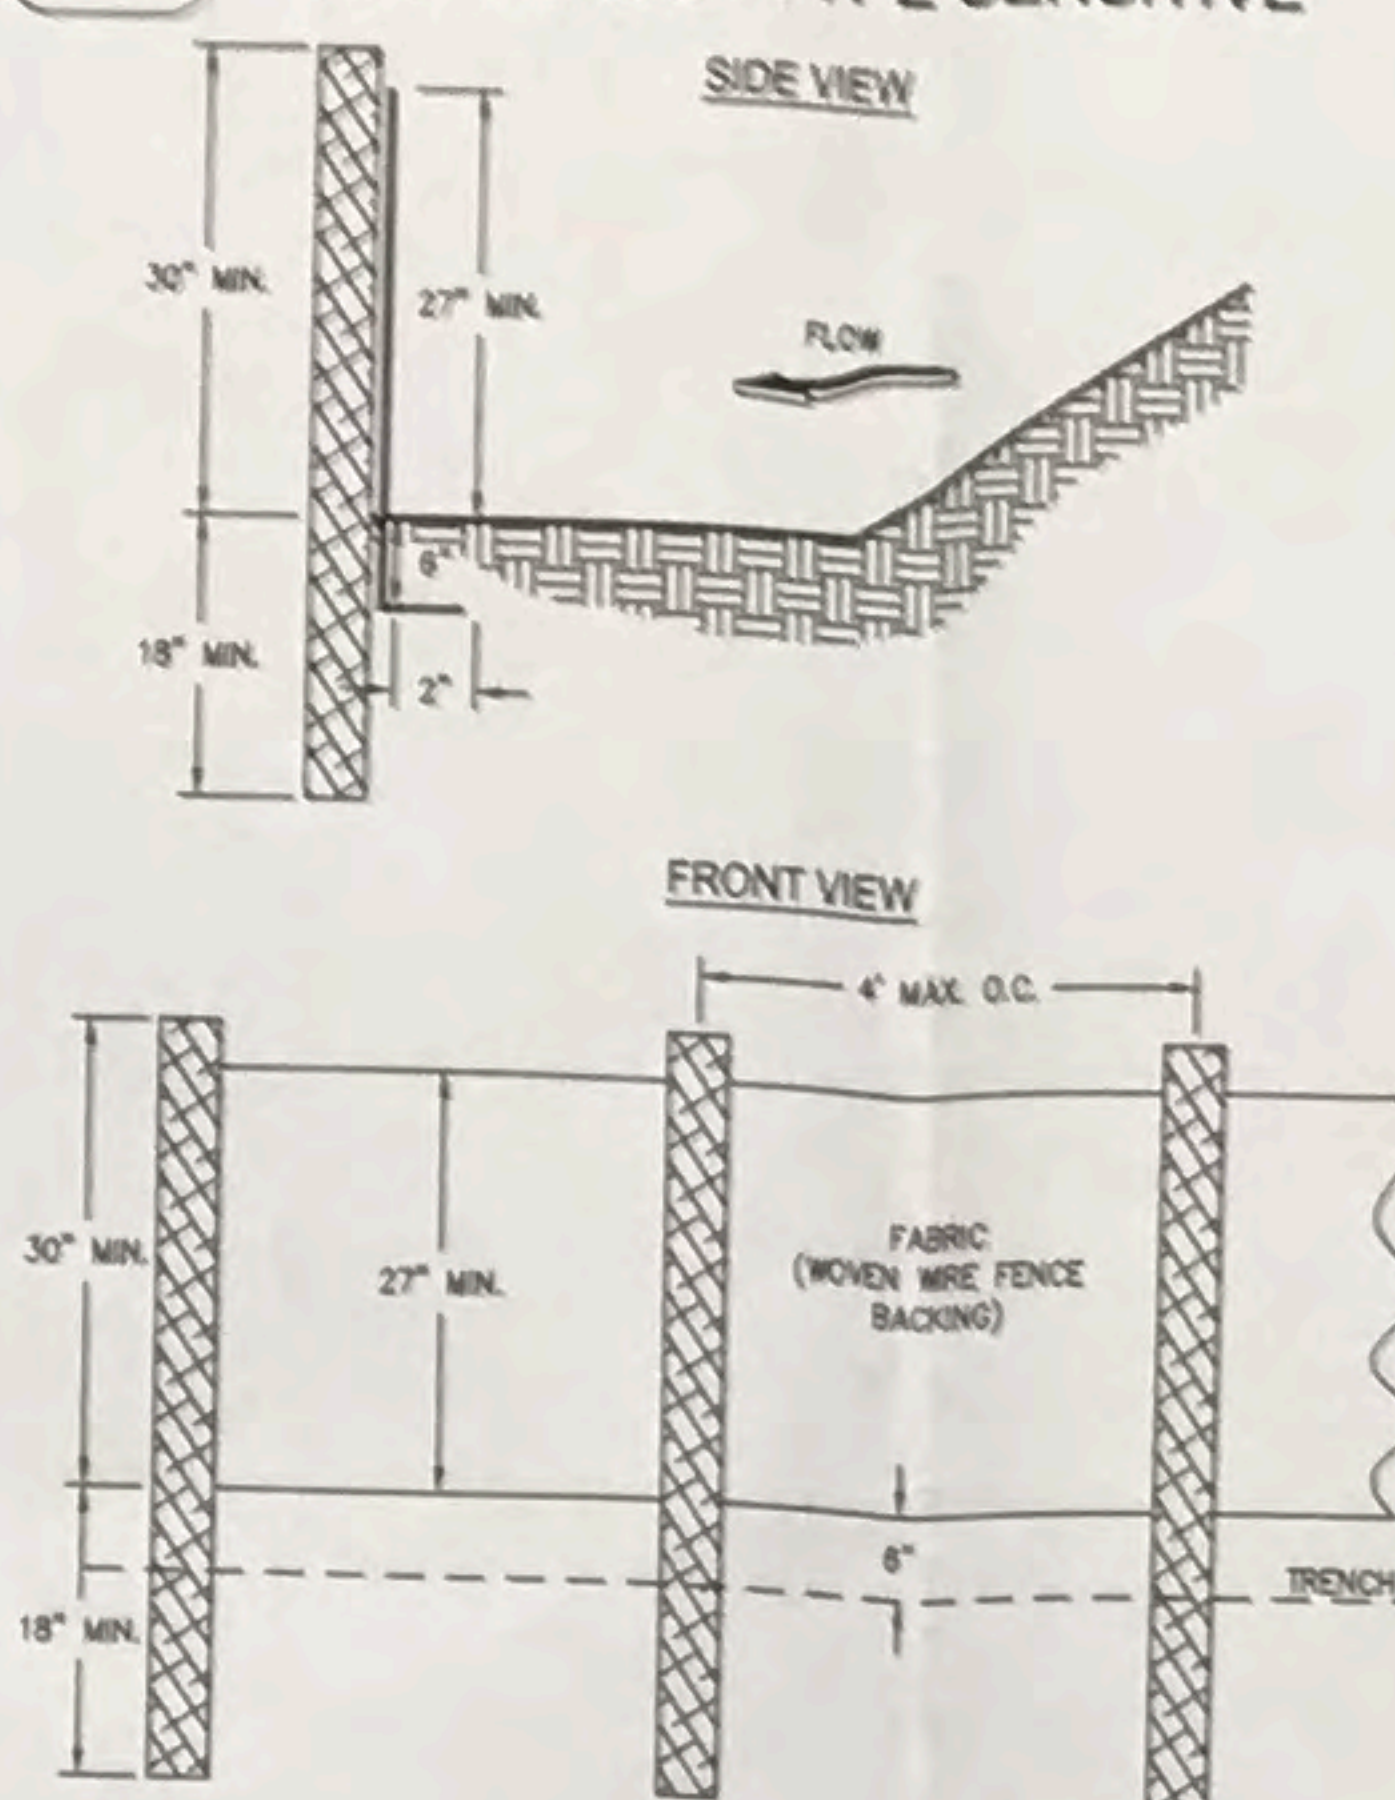 SENSITIVE
SIDE VIEW
30" MIN.
27" MIN.
FLOW
6"
18" MIN.
2"
FRONT VIEW
4' MAX. O.C.
30" MIN.
27" MIN.
FABRIC
(WOVEN WIRE FENCE
BACKING)
6"
TRENCH
18" MIN.